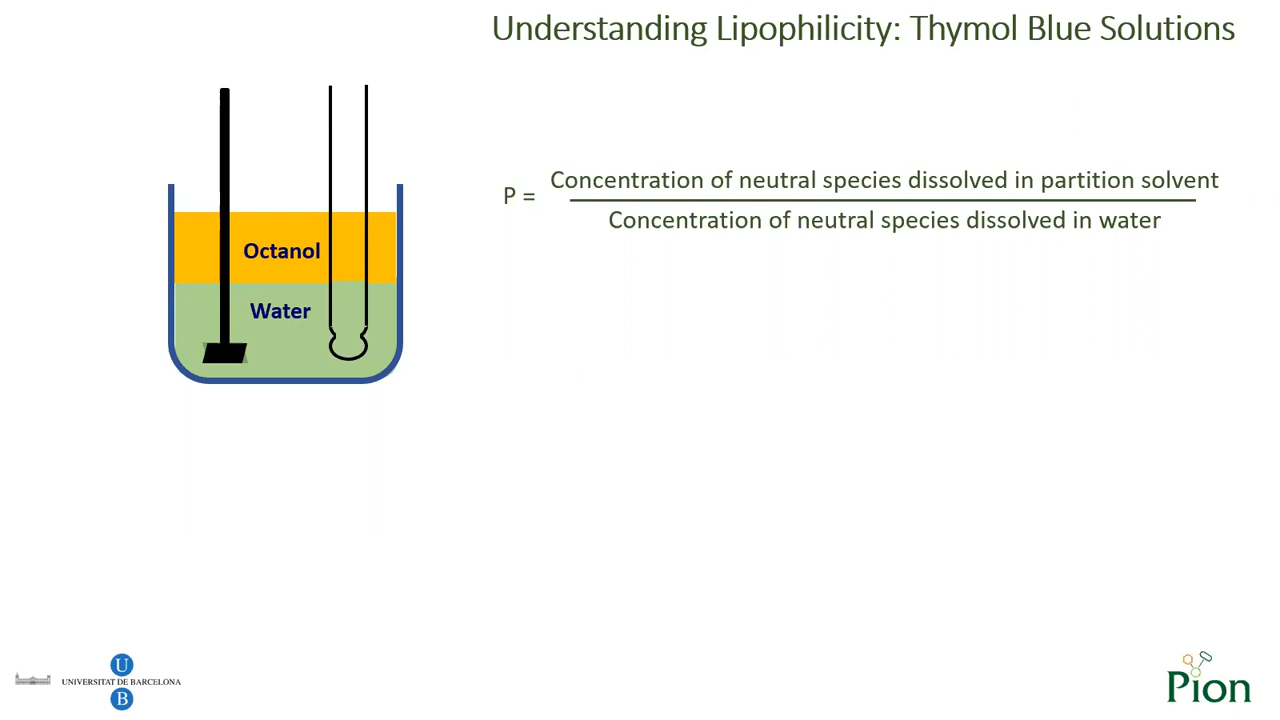 Understanding Lipophilicity: Thymol Blue Solutions
Concentration of neutral species dissolved in partition solvent
P =
Concentration of neutral species dissolved in water
Octanol
Water
U
UNIVERSITAT DE BARCELONA
B
Pion